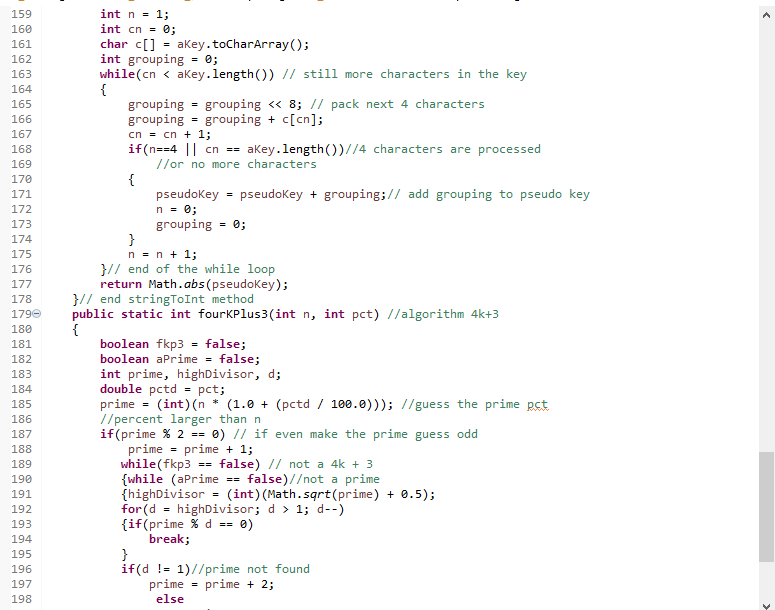 159 int n = 1;
160 int cn = 0;
161 char c[] = aKey.toCharArray();
162 int grouping = 0;
163 while(cn < aKey.length()) // still more characters in the key
164 {
165 grouping = grouping << 8; // pack next 4 characters
166 grouping = grouping + c[cn];
167 cn = cn + 1;
168 if(n==4 || cn == aKey.length())//4 characters are processed
169 //or no more characters
170 {
171 pseudoKey = pseudoKey + grouping;// add grouping to pseudo key
172 n = 0;
173 grouping = 0;
174 }
175 n = n + 1;
176 }// end of the while loop
177 return Math.abs(pseudoKey);
178 }// end stringToInt method
179 public static int fourKPlus3(int n, int pct) //algorithm 4k+3
180 {
181 boolean fkp3 = false;
182 boolean aPrime = false;
183 int prime, highDivisor, d;
184 double pctd = pct;
185 prime = (int)(n * (1.0 + (pctd / 100.0))); //guess the prime pct
186 //percent larger than n
187 if(prime % 2 == 0) // if even make the prime guess odd
188 prime = prime + 1;
189 while(fkp3 == false) // not a 4k + 3
190 {while (aPrime == false)//not a prime
191 {highDivisor = (int)(Math.sqrt(prime) + 0.5);
192 for(d = highDivisor; d > 1; d--)
193 {if(prime % d == 0)
194 break;
195 }
196 if(d != 1)//prime not found
197 prime = prime + 2;
198 else